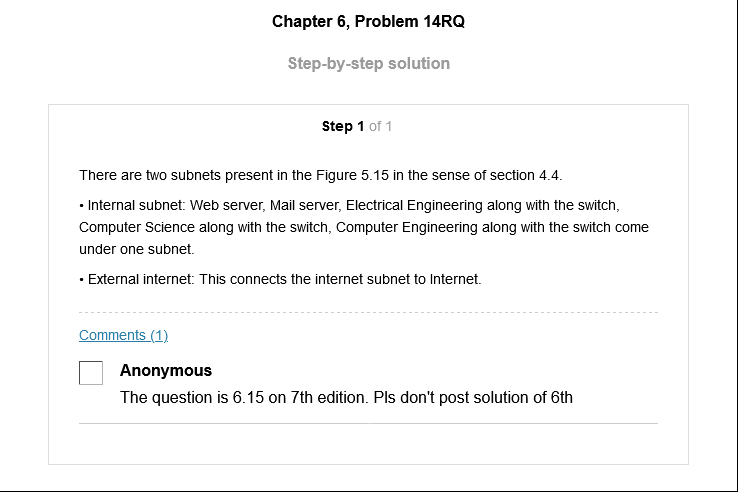 Chapter 6, Problem 14RQ
Step-by-step solution
Step 1 of 1
There are two subnets present in the Figure 5.15 in the sense of section 4.4.
• Internal subnet: Web server, Mail server, Electrical Engineering along with the switch,
Computer Science along with the switch, Computer Engineering along with the switch come
under one subnet.
• External internet: This connects the internet subnet to Internet.
Comments (1)
Anonymous
The question is 6.15 on 7th edition. Pls don't post solution of 6th